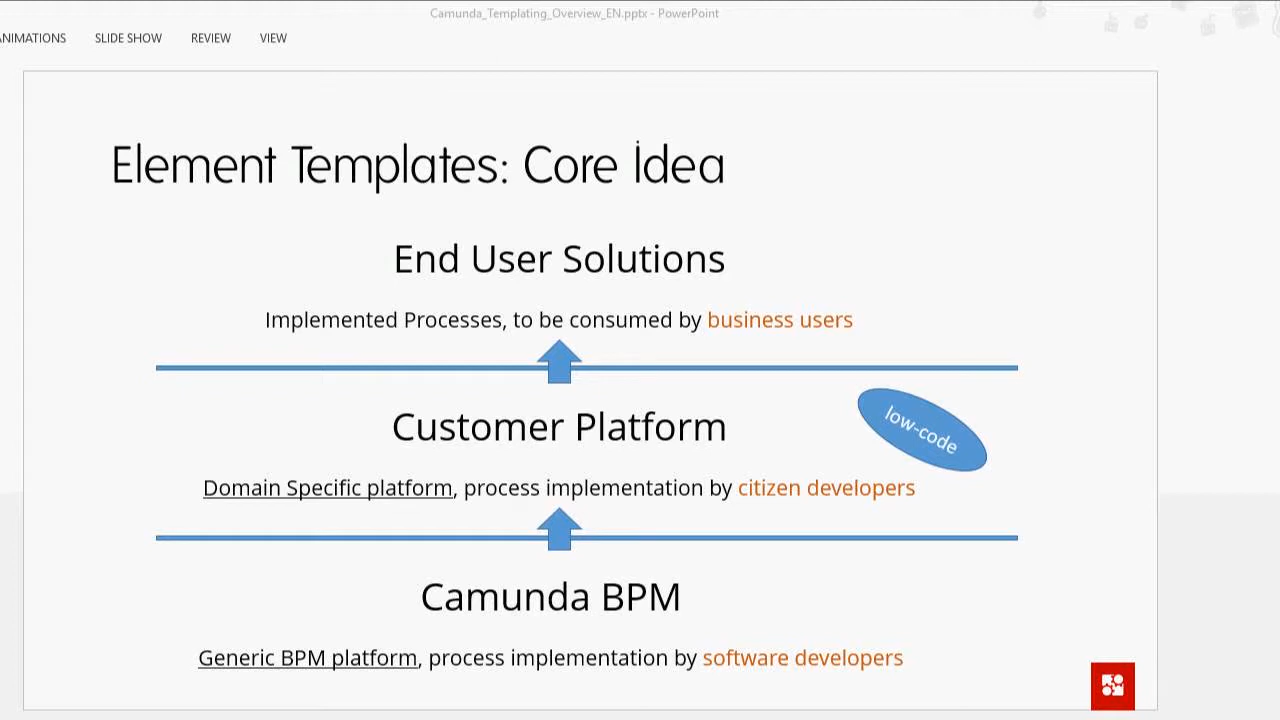 Camunda_Templating_Overview_EN.pptx - PowerPoint
ANIMATIONS SLIDE SHOW REVIEW VIEW
Element Templates: Core Idea
End User Solutions
Implemented Processes, to be consumed by business users
Customer Platform
low-code
Domain Specific platform, process implementation by citizen developers
Camunda BPM
Generic BPM platform, process implementation by software developers